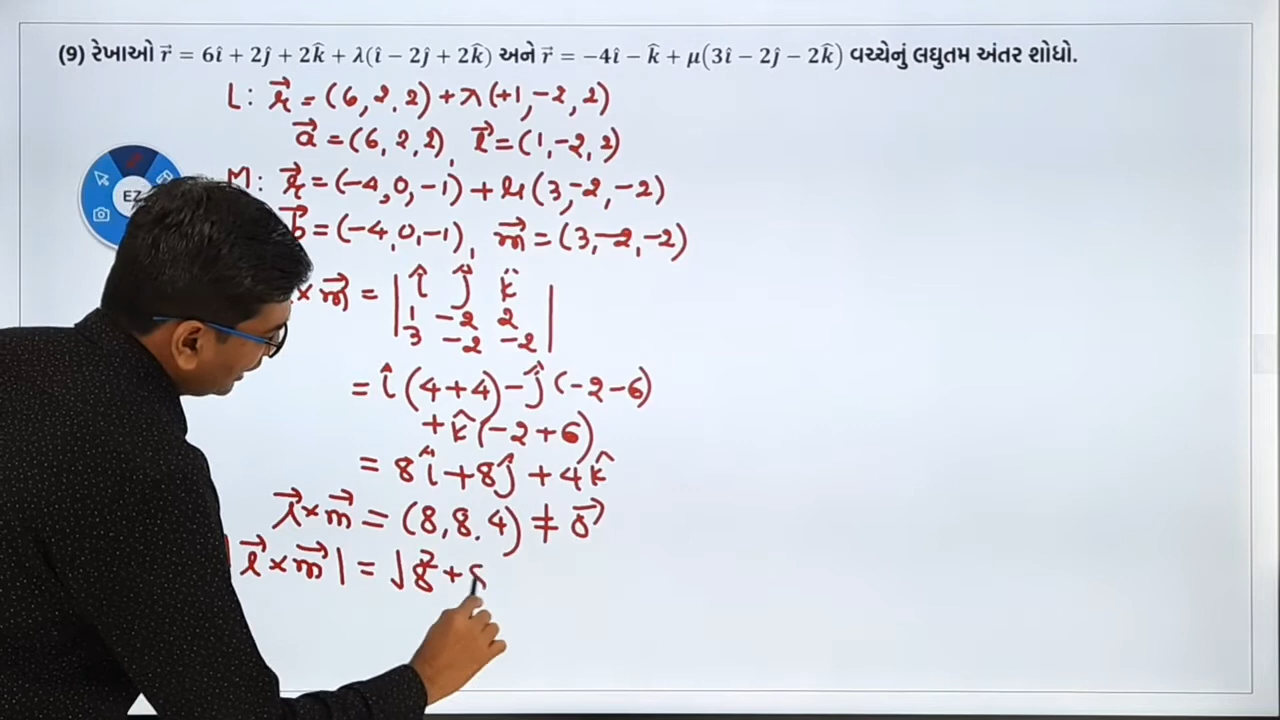 (9) રેખાઓ r⃗ = 6î + 2ĵ + 2k̂ + λ(î − 2ĵ + 2k̂) અને r⃗ = −4î − k̂ + μ(3î − 2ĵ − 2k̂) વચ્ચેનું લઘુતમ અંતર શોધો.
L: r⃗ = (6, 2, 2) + λ(+1, −2, 2)
a⃗ = (6, 2, 2), l⃗ = (1, −2, 2)
M: r⃗ = (−4, 0, −1) + μ(3, −2, −2)
EZ
b⃗ = (−4, 0, −1), m⃗ = (3, −2, −2)
× m⃗ = | î ĵ k̂
1 −2 2
3 −2 −2 |
= î(4+4) − ĵ(−2−6)
+ k̂(−2+6)
= 8î + 8ĵ + 4k̂
l⃗ × m⃗ = (8, 8. 4) ≠ 0⃗
|l⃗ × m⃗| = √8² +